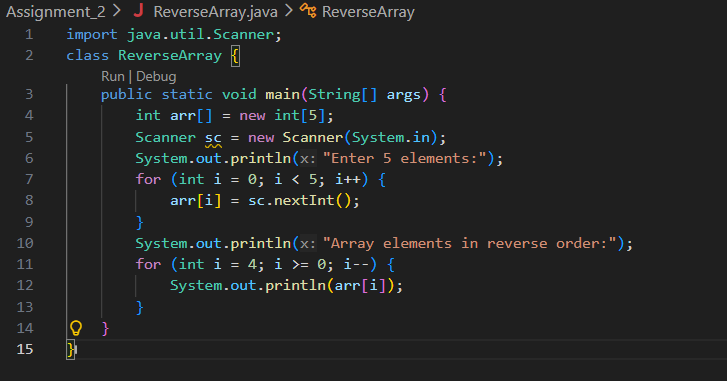 Assignment_2 > J ReverseArray.java > ReverseArray
1 import java.util.Scanner;
2 class ReverseArray {
Run | Debug
3 public static void main(String[] args) {
4 int arr[] = new int[5];
5 Scanner sc = new Scanner(System.in);
6 System.out.println(x: "Enter 5 elements:");
7 for (int i = 0; i < 5; i++) {
8 arr[i] = sc.nextInt();
9 }
10 System.out.println(x: "Array elements in reverse order:");
11 for (int i = 4; i >= 0; i--) {
12 System.out.println(arr[i]);
13 }
14 }
15 }